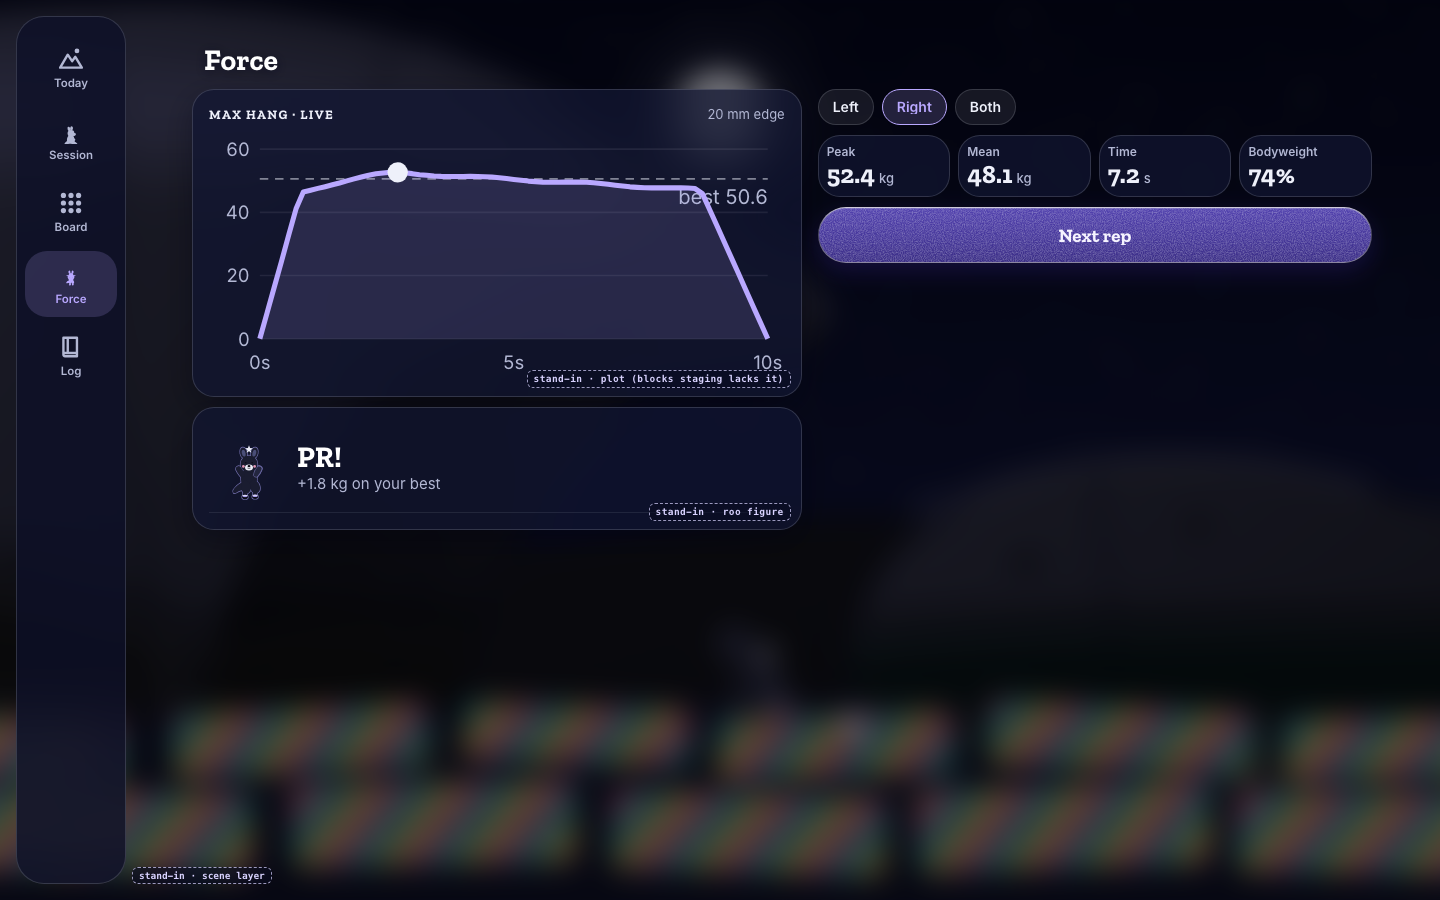 Today
Session
Board
Force
Log
Force
MAX HANG · LIVE
20 mm edge
60
40
20
0
best 50.6
0s
5s
10s
stand-in · plot (blocks staging lacks it)
PR!
+1.8 kg on your best
stand-in · roo figure
Left
Right
Both
Peak
52.4 kg
Mean
48.1 kg
Time
7.2 s
Bodyweight
74%
Next rep
stand-in · scene layer